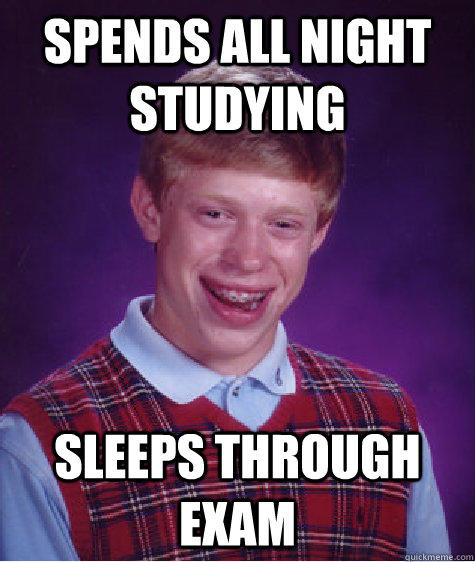 SPENDS ALL NIGHT
STUDYING
SLEEPS THROUGH
EXAM
quickmeme.com